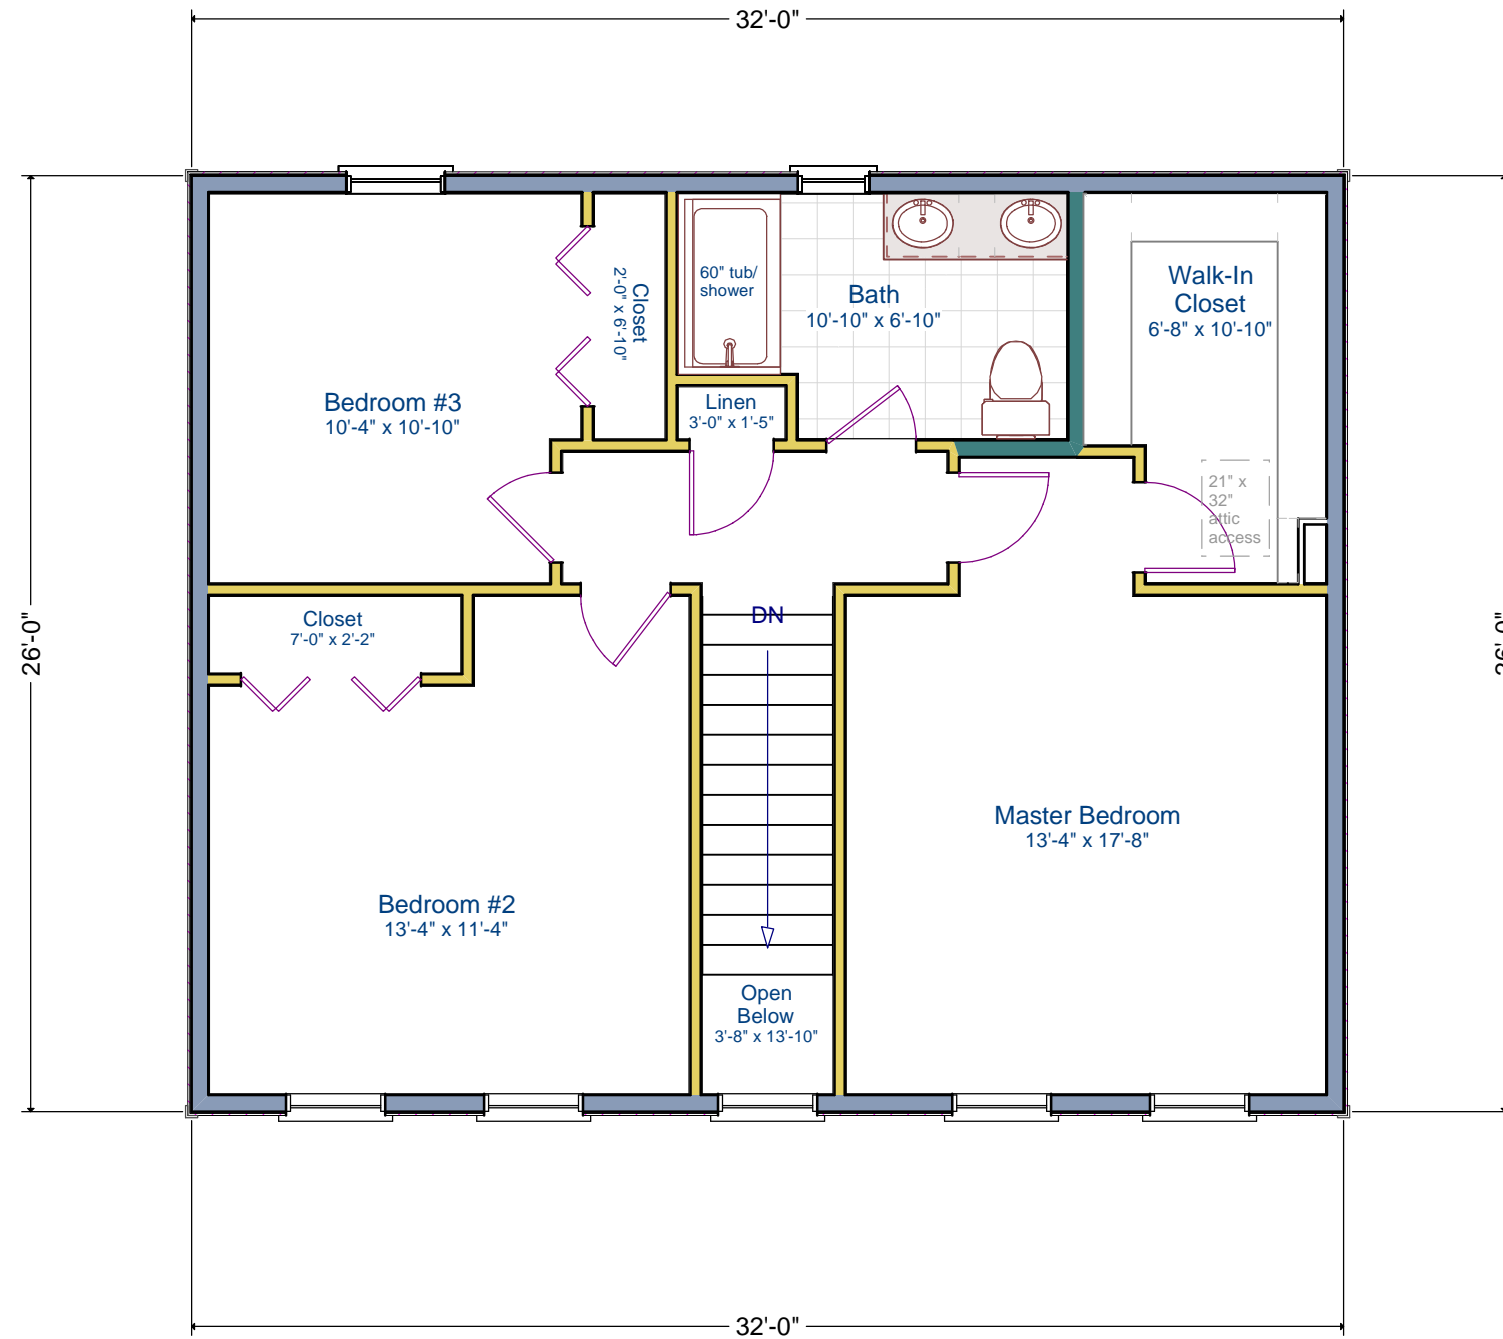 32'-0"
60" tub/
shower
Bath
10'-10" x 6'-10"
Walk-In
Closet
6'-8" x 10'-10"
Closet
2'-0" x 6'-10"
Bedroom #3
10'-4" x 10'-10"
Linen
3'-0" x 1'-5"
21" x
32"
attic
access
26'-0"
Closet
7'-0" x 2'-2"
DN
26'-0"
Master Bedroom
13'-4" x 17'-8"
Bedroom #2
13'-4" x 11'-4"
Open
Below
3'-8" x 13'-10"
32'-0"